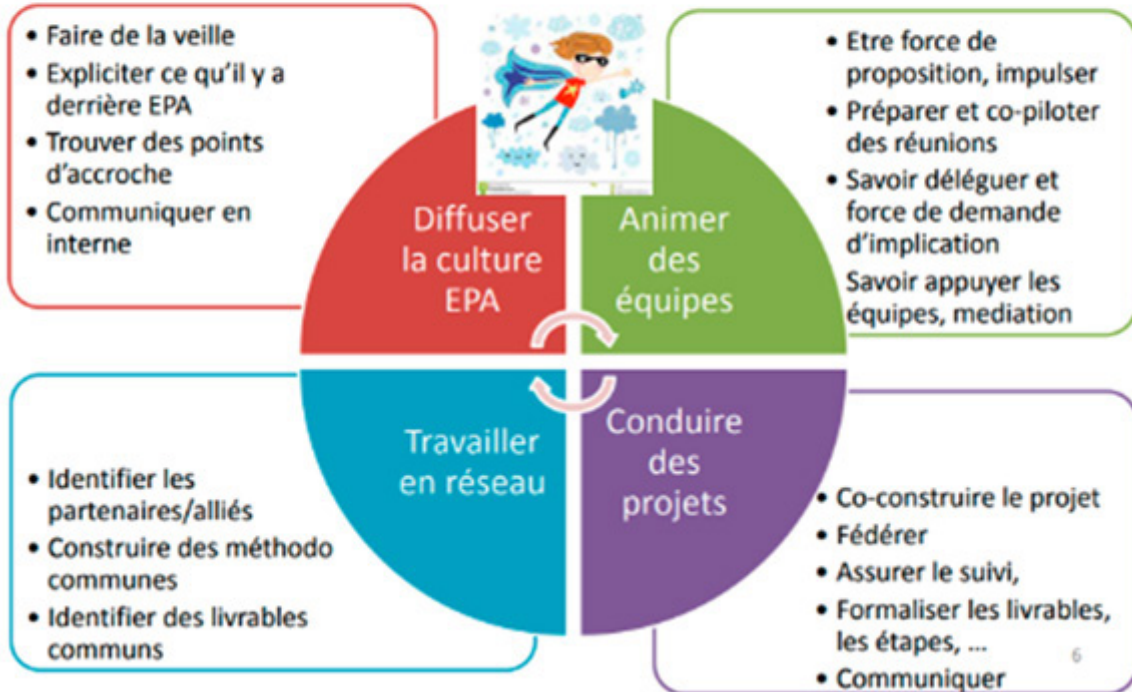 • Faire de la veille
• Expliciter ce qu'il y a
derrière EPA
• Trouver des points
d'accroche
• Communiquer en
interne
• Etre force de
proposition, impulser
• Préparer et co-piloter
des réunions
• Savoir déléguer et
force de demande
d'implication
Savoir appuyer les
équipes, mediation
Diffuser
la culture
EPA
Animer
des
équipes
Travailler
en réseau
Conduire
des
projets
• Identifier les
partenaires/alliés
• Construire des méthodo
communes
• Identifier des livrables
communs
• Co-construire le projet
• Fédérer
• Assurer le suivi,
• Formaliser les livrables,
les étapes, ...
• Communiquer
6